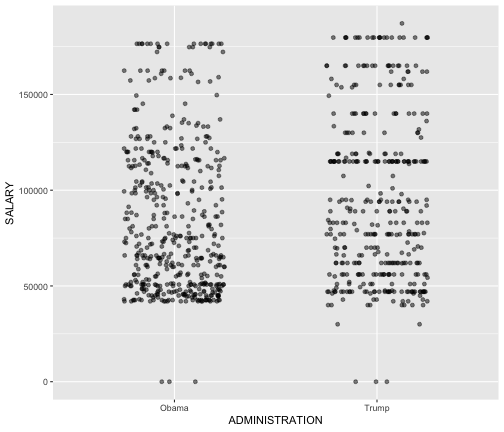 150000
100000
50000
0
SALARY
Obama
Trump
ADMINISTRATION